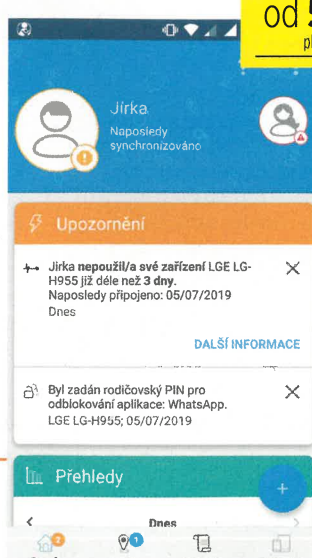 od 5
Jirka
Naposledy
synchronizováno
Upozornění
Jirka nepoužil/a své zařízení LGE LG-
H955 již déle než 3 dny.
Naposledy připojeno: 05/07/2019
Dnes
DALŠÍ INFORMACE
Byl zadán rodičovský PIN pro
odblokování aplikace: WhatsApp.
LGE LG-H955; 05/07/2019
Přehledy
+
Dnes
2
1